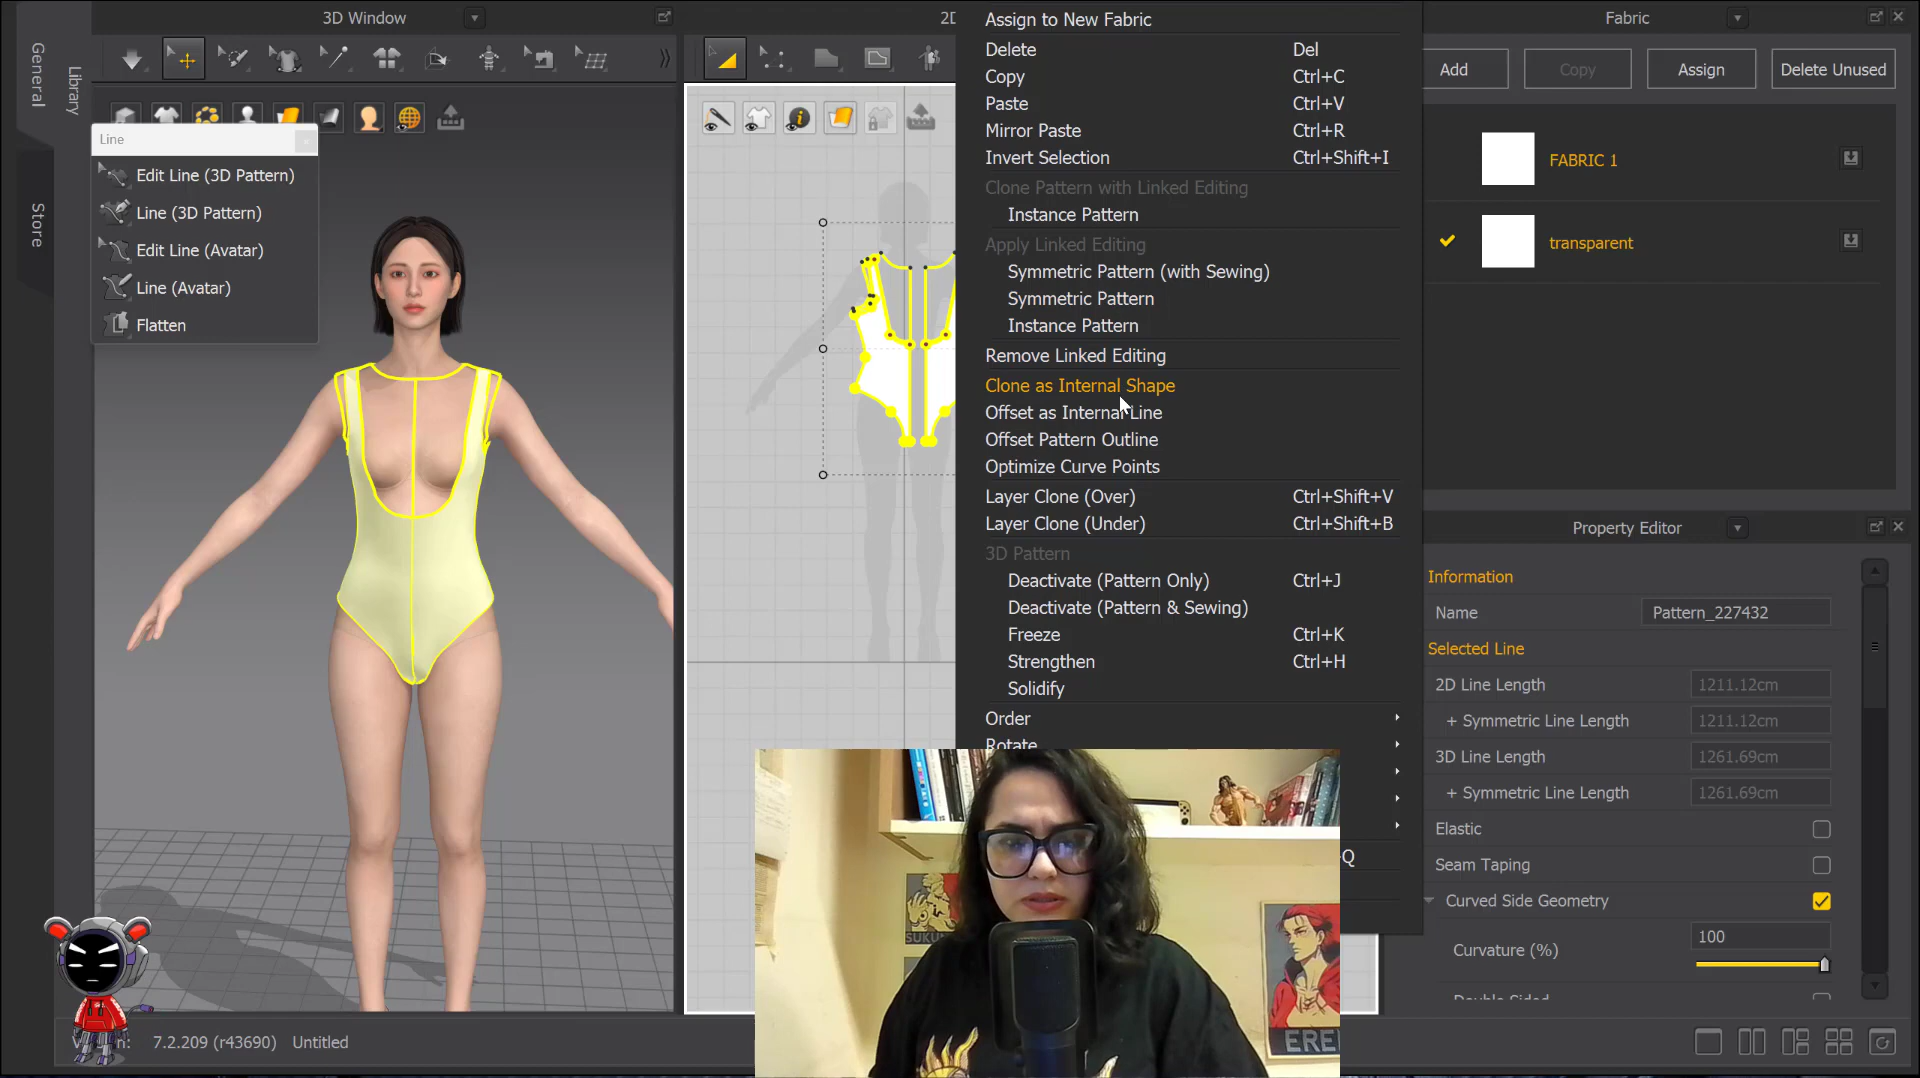 General
Library
Store
3D Window
Line
Edit Line (3D Pattern)
Line (3D Pattern)
Edit Line (Avatar)
Line (Avatar)
Flatten
Assign to New Fabric
Delete Del
Copy Ctrl+C
Paste Ctrl+V
Mirror Paste Ctrl+R
Invert Selection Ctrl+Shift+I
Clone Pattern with Linked Editing
Instance Pattern
Apply Linked Editing
Symmetric Pattern (with Sewing)
Symmetric Pattern
Instance Pattern
Remove Linked Editing
Clone as Internal Shape
Offset as Internal Line
Offset Pattern Outline
Optimize Curve Points
Layer Clone (Over) Ctrl+Shift+V
Layer Clone (Under) Ctrl+Shift+B
3D Pattern
Deactivate (Pattern Only) Ctrl+J
Deactivate (Pattern & Sewing)
Freeze Ctrl+K
Strengthen Ctrl+H
Solidify
Order
Rotate
Fabric
Add Copy Assign Delete Unused
FABRIC 1
transparent
Property Editor
Information
Name Pattern_227432
Selected Line
2D Line Length 1211.12cm
+ Symmetric Line Length 1211.12cm
3D Line Length 1261.69cm
+ Symmetric Line Length 1261.69cm
Elastic
Seam Taping
Curved Side Geometry
Curvature (%) 100
Double Sided
7.2.209 (r43690) Untitled
EREN